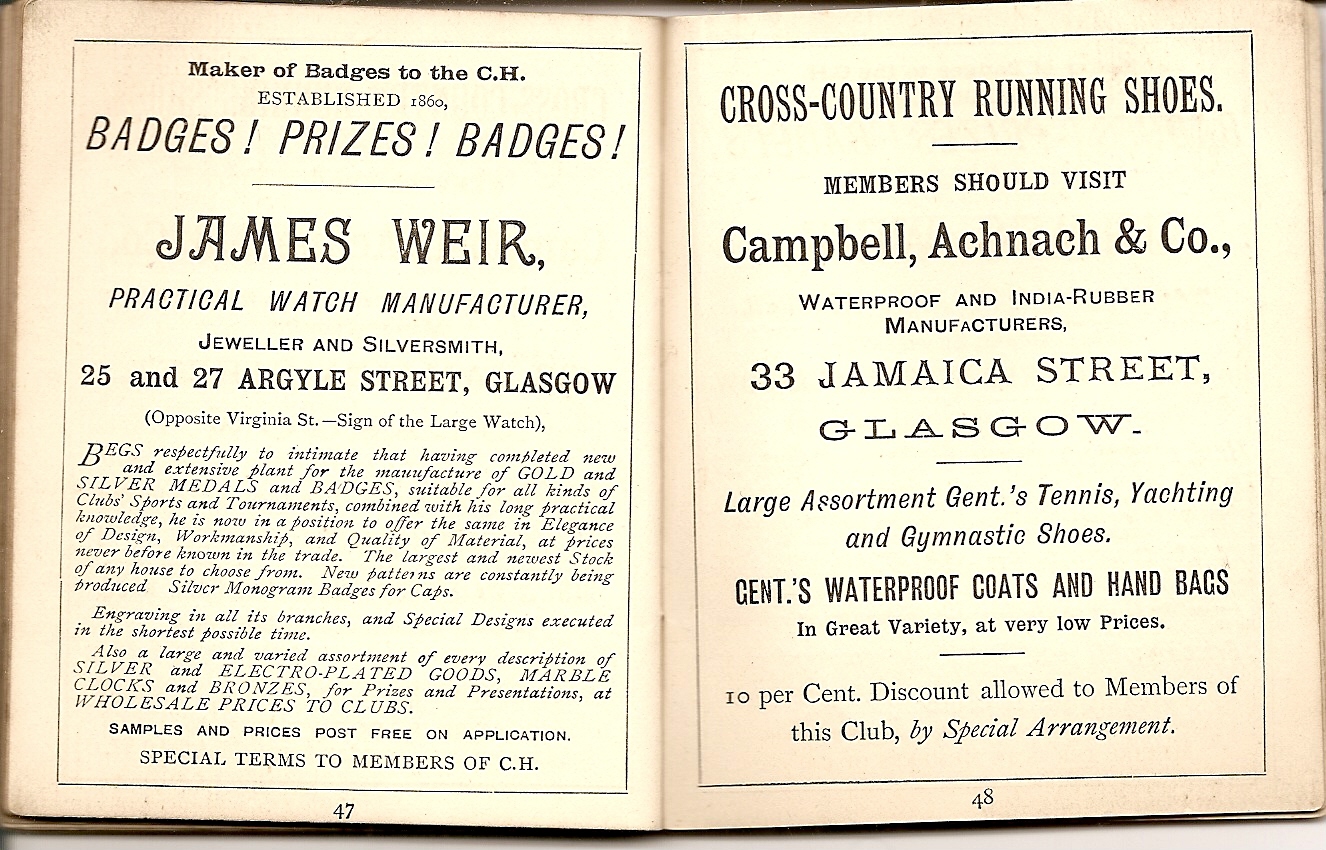 Maker of Badges to the C.H.
ESTABLISHED 1860,
BADGES! PRIZES! BADGES!
JAMES WEIR,
PRACTICAL WATCH MANUFACTURER,
JEWELLER AND SILVERSMITH,
25 and 27 ARGYLE STREET, GLASGOW
(Opposite Virginia St.—Sign of the Large Watch),
BEGS respectfully to intimate that having completed new
and extensive plant for the manufacture of GOLD and
SILVER MEDALS and BADGES, suitable for all kinds of
Clubs' Sports and Tournaments, combined with his long practical
knowledge, he is now in a position to offer the same in Elegance
of Design, Workmanship, and Quality of Material, at prices
never before known in the trade. The largest and newest Stock
of any house to choose from. New patterns are constantly being
produced Silver Monogram Badges for Caps.
Engraving in all its branches, and Special Designs executed
in the shortest possible time.
Also a large and varied assortment of every description of
SILVER and ELECTRO-PLATED GOODS, MARBLE
CLOCKS and BRONZES, for Prizes and Presentations, at
WHOLESALE PRICES TO CLUBS.
SAMPLES AND PRICES POST FREE ON APPLICATION.
SPECIAL TERMS TO MEMBERS OF C.H.
47
CROSS-COUNTRY RUNNING SHOES.
MEMBERS SHOULD VISIT
Campbell, Achnach & Co.,
WATERPROOF AND INDIA-RUBBER
MANUFACTURERS,
33 JAMAICA STREET,
GLASGOW.
Large Assortment Gent.'s Tennis, Yachting
and Gymnastic Shoes.
GENT.'S WATERPROOF COATS AND HAND BAGS
In Great Variety, at very low Prices.
10 per Cent. Discount allowed to Members of
this Club, by Special Arrangement.
48